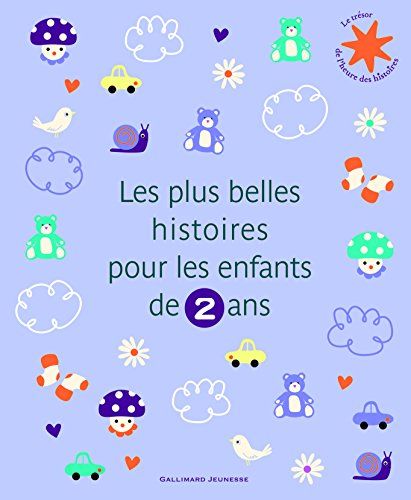 Le trésor
de l'heure des histoires
Les plus belles
histoires
pour les enfants
de 2 ans
GALLIMARD JEUNESSE